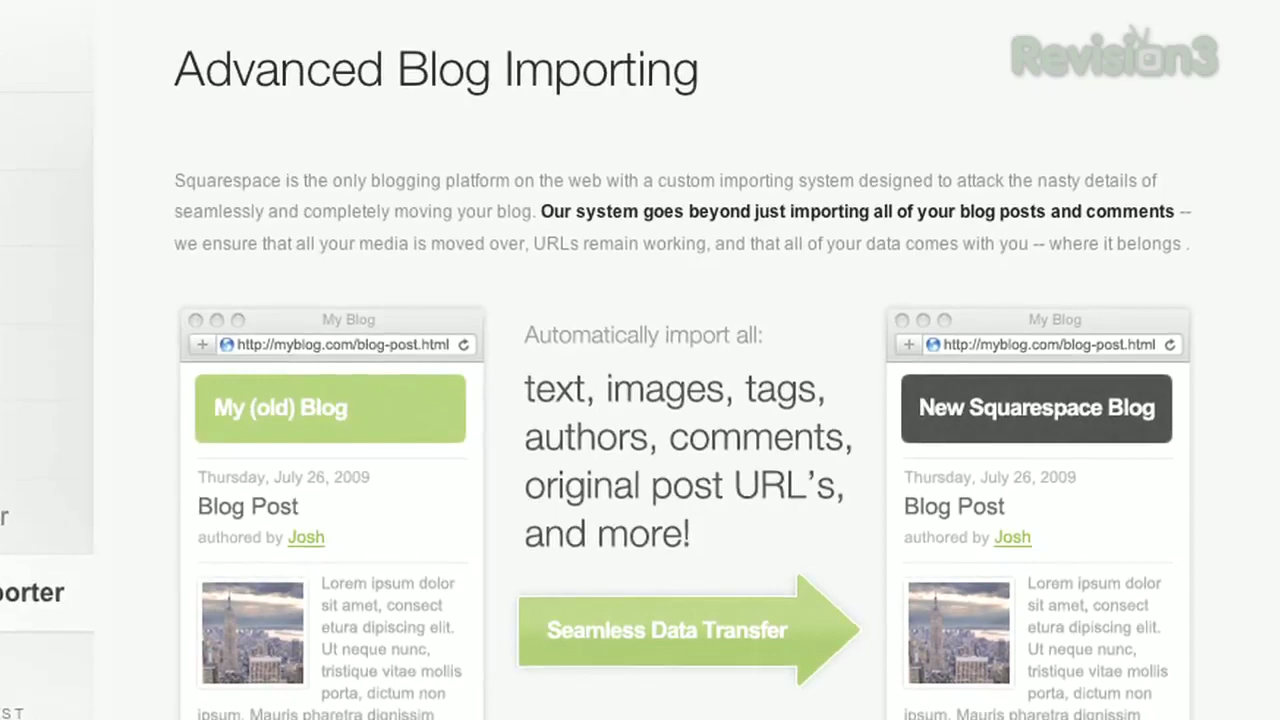 Advanced Blog Importing
Revision3
Squarespace is the only blogging platform on the web with a custom importing system designed to attack the nasty details of
seamlessly and completely moving your blog. Our system goes beyond just importing all of your blog posts and comments --
we ensure that all your media is moved over, URLs remain working, and that all of your data comes with you -- where it belongs .
My Blog
http://myblog.com/blog-post.html
My (old) Blog
Thursday, July 26, 2009
Blog Post
authored by Josh
Lorem ipsum dolor
sit amet, consect
etura dipiscing elit.
Ut neque nunc,
tristique vitae mollis
porta, dictum non
ipsum. Mauris pharetra dignissim
Automatically import all:
text, images, tags,
authors, comments,
original post URL’s,
and more!
Seamless Data Transfer
My Blog
http://myblog.com/blog-post.html
New Squarespace Blog
Thursday, July 26, 2009
Blog Post
authored by Josh
Lorem ipsum dolor
sit amet, consect
etura dipiscing elit.
Ut neque nunc,
tristique vitae mollis
porta, dictum non
ipsum. Mauris pharetra dignissim